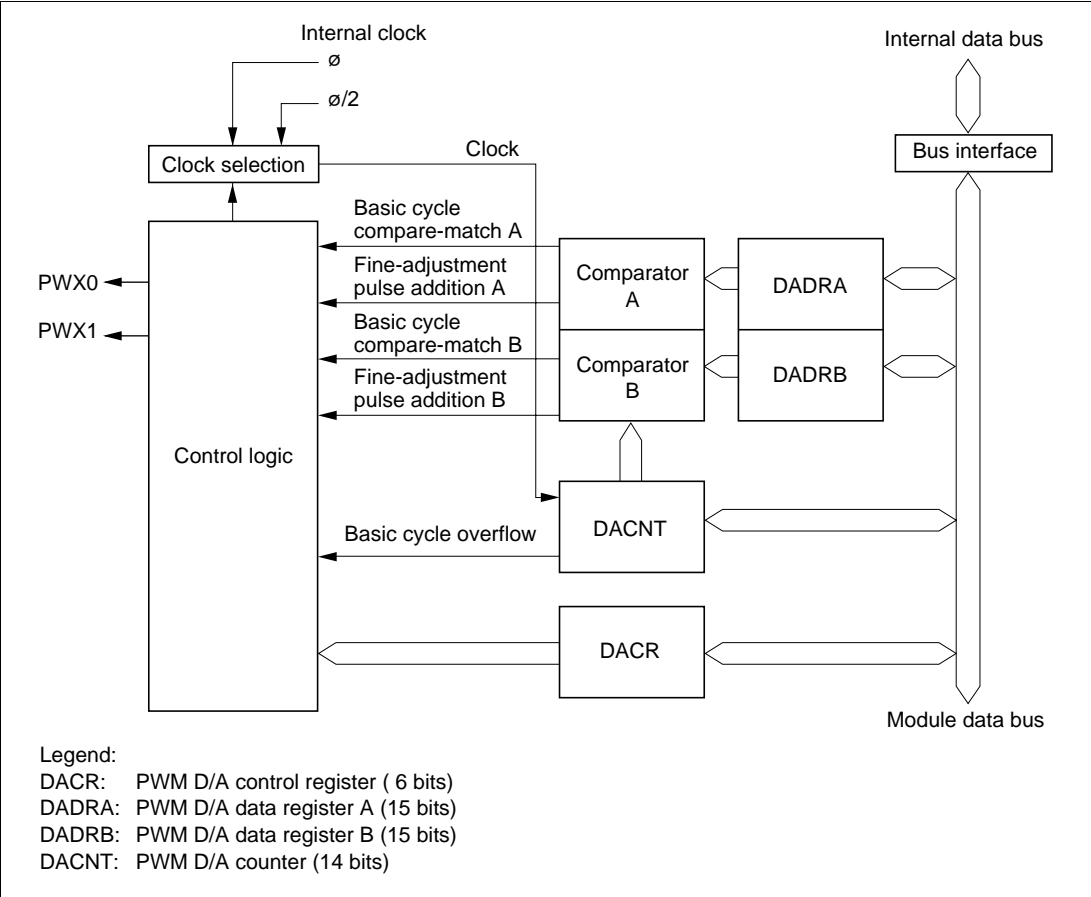 Internal clock
ø
ø/2
Internal data bus
Clock selection
Clock
Bus interface
Basic cycle
compare-match A
Fine-adjustment
pulse addition A
Basic cycle
compare-match B
Fine-adjustment
pulse addition B
PWX0
PWX1
Comparator
A
DADRA
Comparator
B
DADRB
Control logic
Basic cycle overflow
DACNT
DACR
Module data bus
Legend:
DACR: PWM D/A control register ( 6 bits)
DADRA: PWM D/A data register A (15 bits)
DADRB: PWM D/A data register B (15 bits)
DACNT: PWM D/A counter (14 bits)